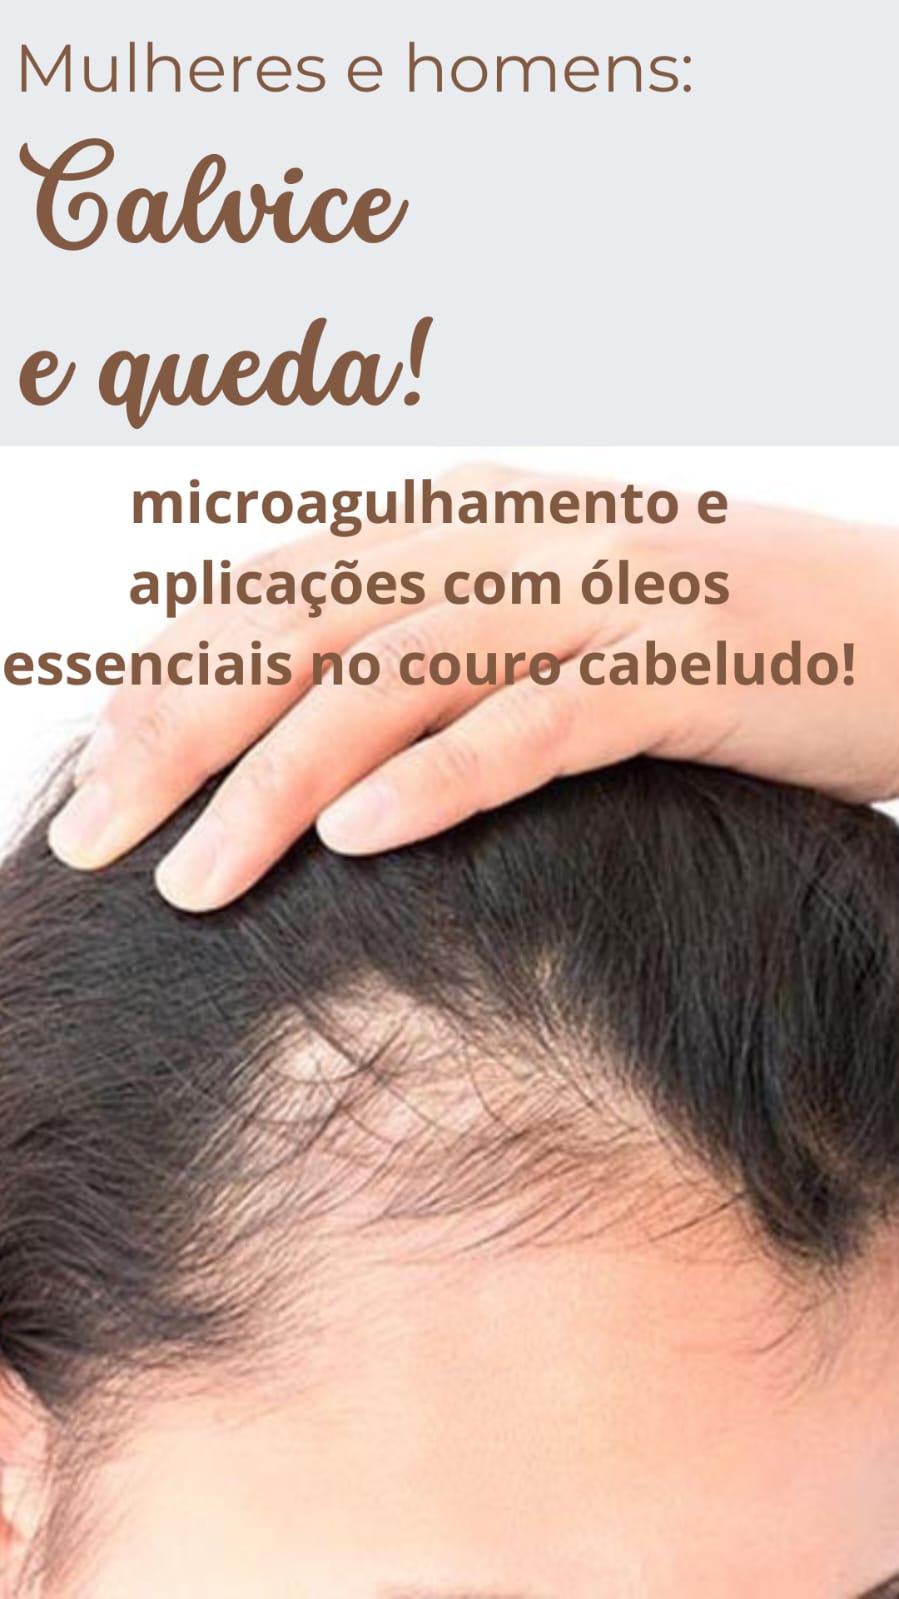 Mulheres e homens:
Calvice
e queda!
microagulhamento e
aplicações com óleos
essenciais no couro cabeludo!